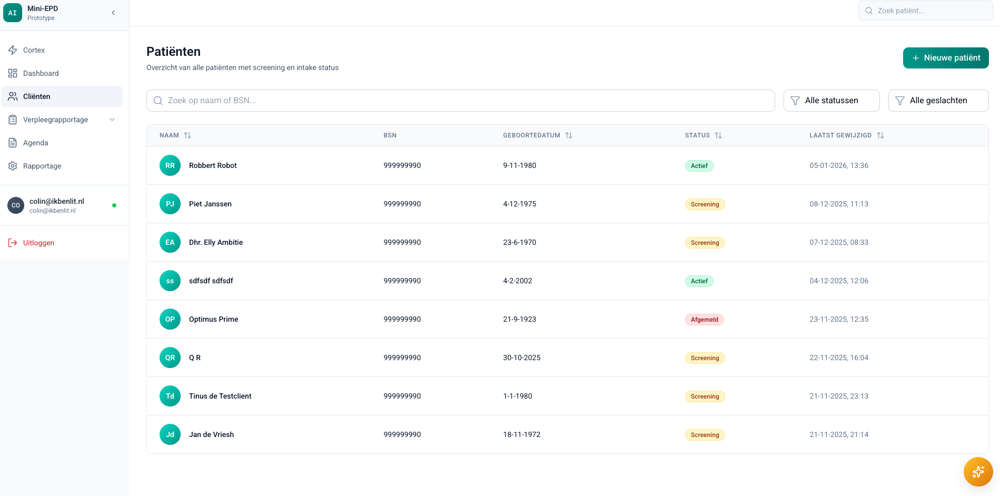 AI
Mini-EPD
Prototype
Zoek patiënt...
Cortex
Dashboard
Cliënten
Verpleegrapportage
Agenda
Rapportage
CO
colin@ikbenlit.nl
colin@ikbenlit.nl
Uitloggen
Patiënten
Overzicht van alle patiënten met screening en intake status
+ Nieuwe patiënt
Zoek op naam of BSN...
Alle statussen
Alle geslachten
NAAM BSN GEBOORTEDATUM STATUS LAATST GEWIJZIGD
RR Robbert Robot 999999990 9-11-1980 Actief 05-01-2026, 13:36
PJ Piet Janssen 999999990 4-12-1975 Screening 08-12-2025, 11:13
EA Dhr. Elly Ambitie 999999990 23-6-1970 Screening 07-12-2025, 08:33
ss sdfsdf sdfsdf 999999990 4-2-2002 Actief 04-12-2025, 12:06
OP Optimus Prime 999999990 21-9-1923 Afgemeld 23-11-2025, 12:35
QR Q R 999999990 30-10-2025 Screening 22-11-2025, 16:04
Td Tinus de Testclient 999999990 1-1-1980 Screening 21-11-2025, 23:13
Jd Jan de Vriesh 999999990 18-11-1972 Screening 21-11-2025, 21:14